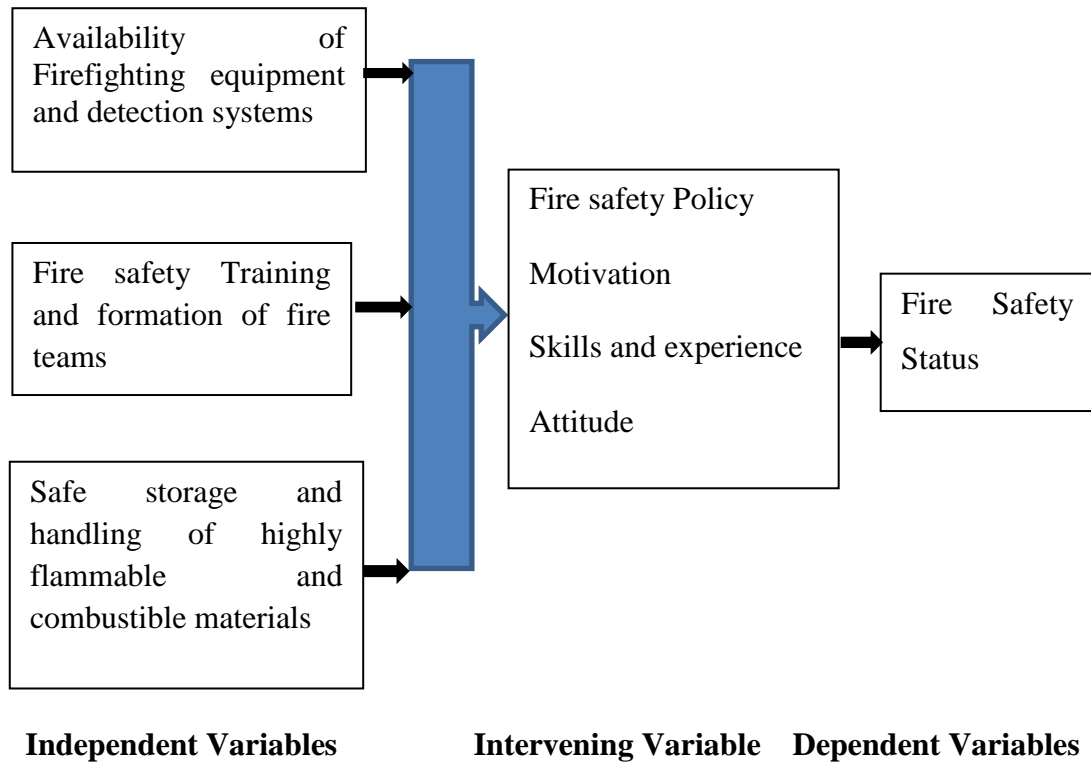 Availability of
Firefighting equipment
and detection systems
Fire safety Training
and formation of fire
teams
Safe storage and
handling of highly
flammable and
combustible materials
Fire safety Policy
Motivation
Skills and experience
Attitude
Fire Safety
Status
Independent Variables
Intervening Variable
Dependent Variables